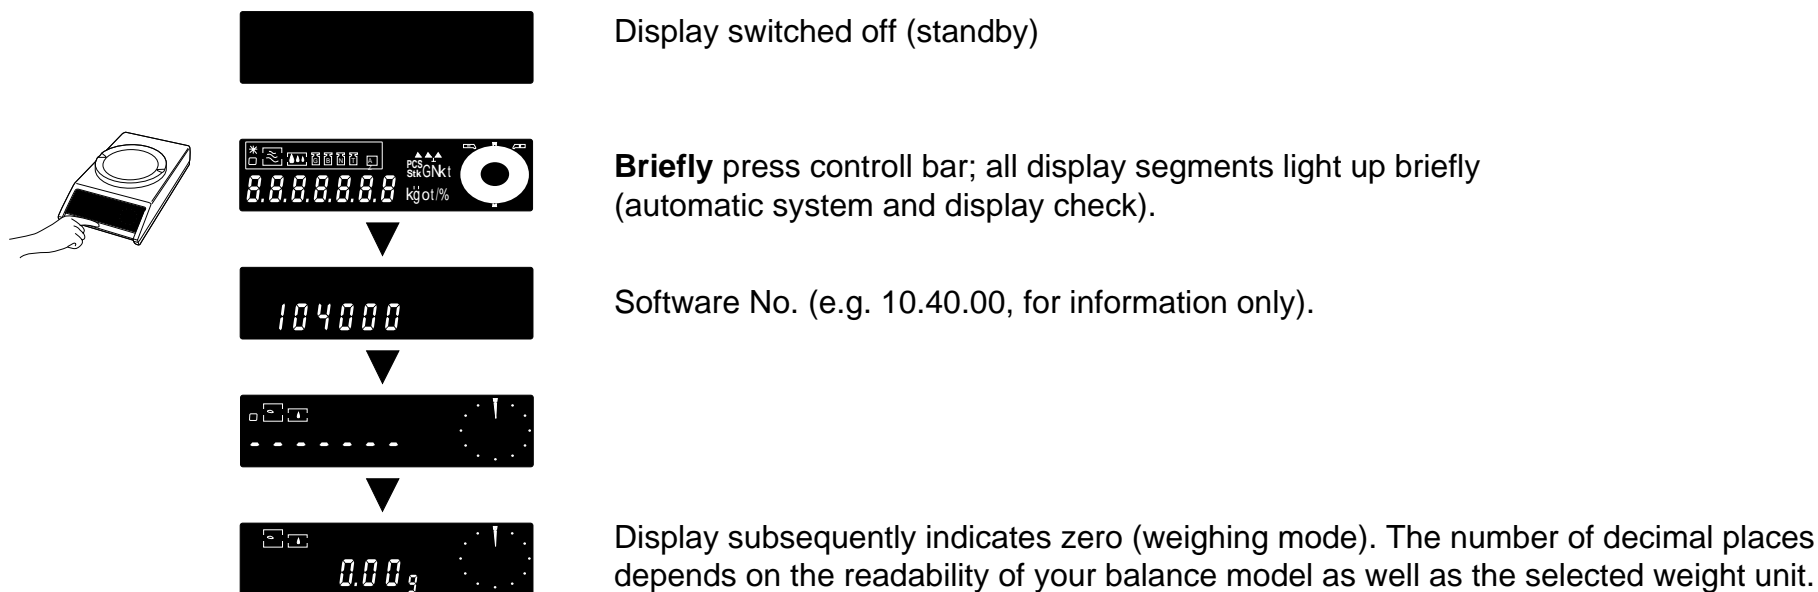 Display switched off (standby)
PCS
Stk GNkt
8.8.8.8.8.8.8 kg ot/%
Briefly press controll bar; all display segments light up briefly
(automatic system and display check).
104000
Software No. (e.g. 10.40.00, for information only).
- - - - - - -
0.00 g
Display subsequently indicates zero (weighing mode). The number of decimal places
depends on the readability of your balance model as well as the selected weight unit.